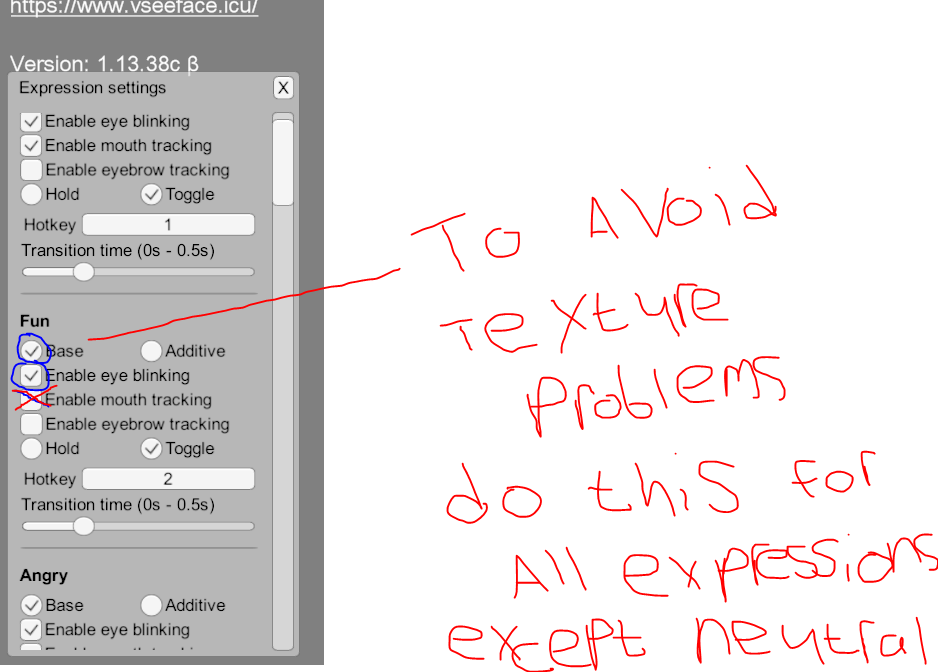 https://www.vseeface.icu/
Version: 1.13.38c β
Expression settings
X
Enable eye blinking
Enable mouth tracking
Enable eyebrow tracking
Hold Toggle
Hotkey 1
Transition time (0s - 0.5s)
Fun
Base Additive
Enable eye blinking
Enable mouth tracking
Enable eyebrow tracking
Hold Toggle
Hotkey 2
Transition time (0s - 0.5s)
Angry
Base Additive
Enable eye blinking
To Avoid
Texture
Problems
do this for
All expressions
except neutral